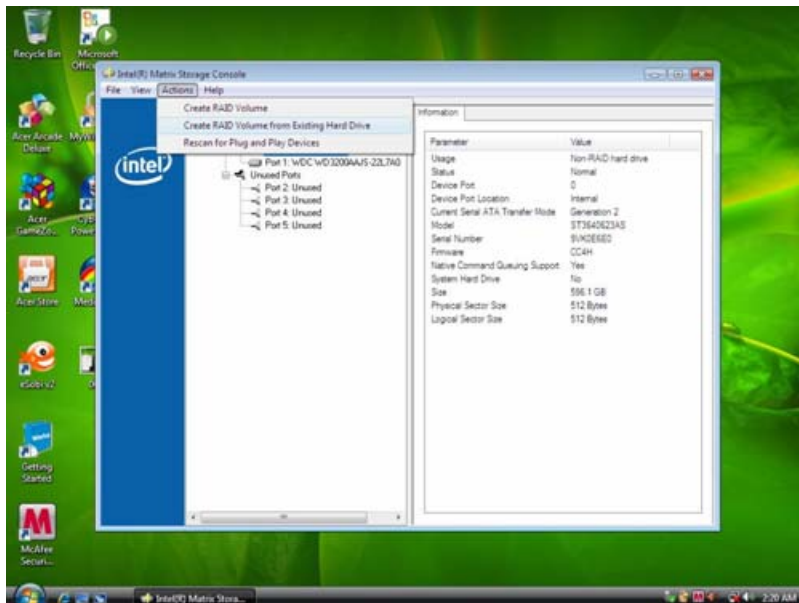 Recycle Bin
Microsoft
Intel(R) Matrix Storage Console
File View Actions Help
Create RAID Volume
Create RAID Volume from Existing Hard Drive
Rescan for Plug and Play Devices
intel
Port 1: WDC WD3200AAJS-22L7A0
Unused Ports
Port 2: Unused
Port 3: Unused
Port 4: Unused
Port 5: Unused
Information
Parameter Value
Usage Non-RAID hard drive
Status Normal
Device Port 0
Device Port Location Internal
Current Serial ATA Transfer Mode Generation 2
Model ST3640623AS
Serial Number
Firmware CC4H
Native Command Queuing Support Yes
System Hard Drive No
Size 596.1 GB
Physical Sector Size 512 Bytes
Logical Sector Size 512 Bytes
Acer Arcade
Deluxe
Acer
GameZo...
Acer Store
eSobi v2
Getting
Started
McAfee
Securi...
Intel(R) Matrix Stora...
2:20 AM